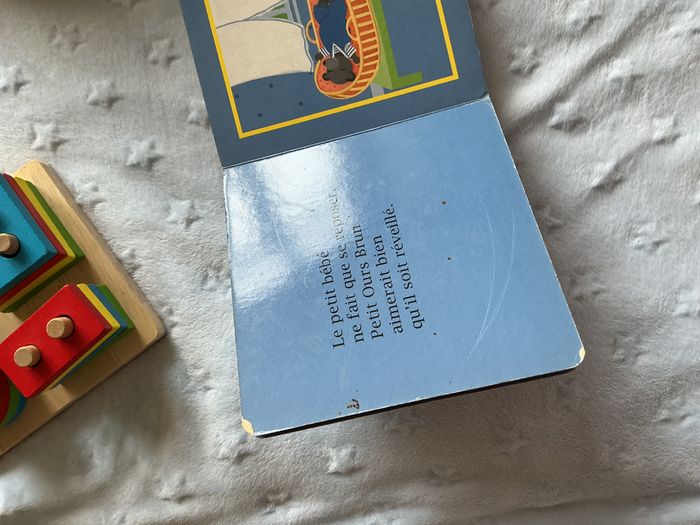 Le petit bébé
ne fait que se reposer.
Petit Ours Brun
aimerait bien
qu'il soit réveillé.